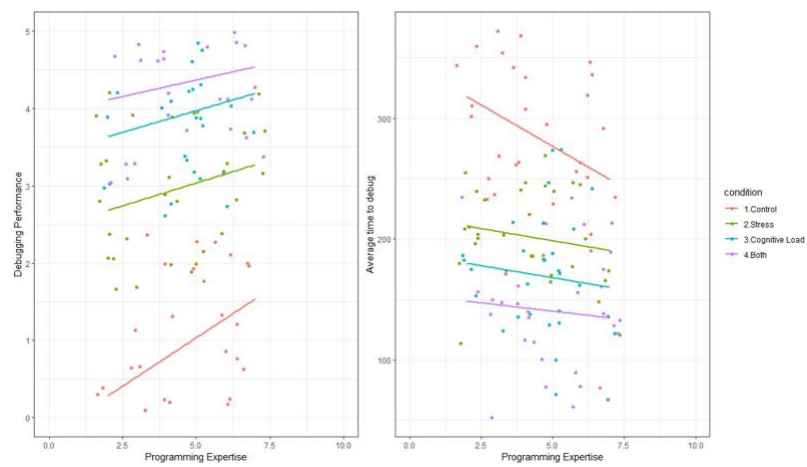 Debugging Performance
5
4
3
2
1
0
0.0
2.5
5.0
7.5
10.0
Programming Expertise
Average time to debug
300
200
100
0.0
2.5
5.0
7.5
10.0
Programming Expertise
condition
1.Control
2.Stress
3.Cognitive Load
4.Both